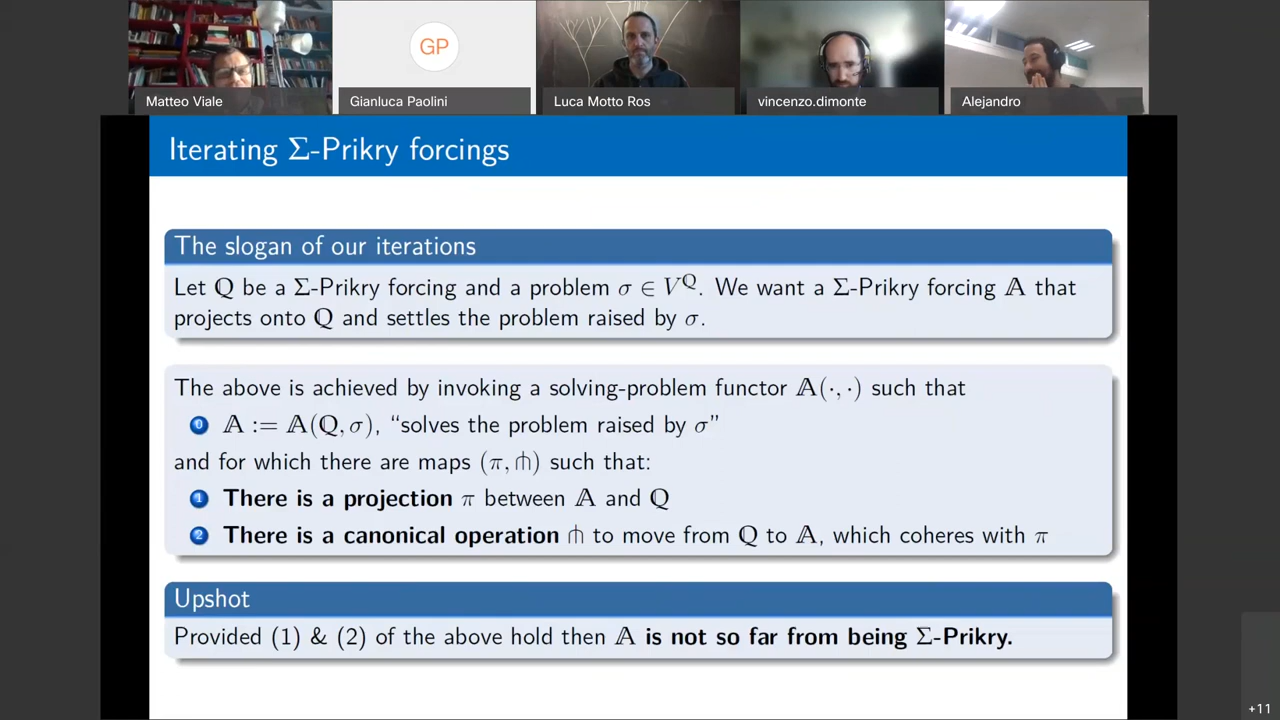 GP
Matteo Viale
Gianluca Paolini
Luca Motto Ros
vincenzo.dimonte
Alejandro
Iterating Σ-Prikry forcings
The slogan of our iterations
Let ℚ be a Σ-Prikry forcing and a problem σ ∈ V^ℚ. We want a Σ-Prikry forcing 𝔸 that
projects onto ℚ and settles the problem raised by σ.
The above is achieved by invoking a solving-problem functor 𝔸(·, ·) such that
0 𝔸 := 𝔸(ℚ, σ), “solves the problem raised by σ”
and for which there are maps (π, ⋔) such that:
1 There is a projection π between 𝔸 and ℚ
2 There is a canonical operation ⋔ to move from ℚ to 𝔸, which coheres with π
Upshot
Provided (1) & (2) of the above hold then 𝔸 is not so far from being Σ-Prikry.
+11